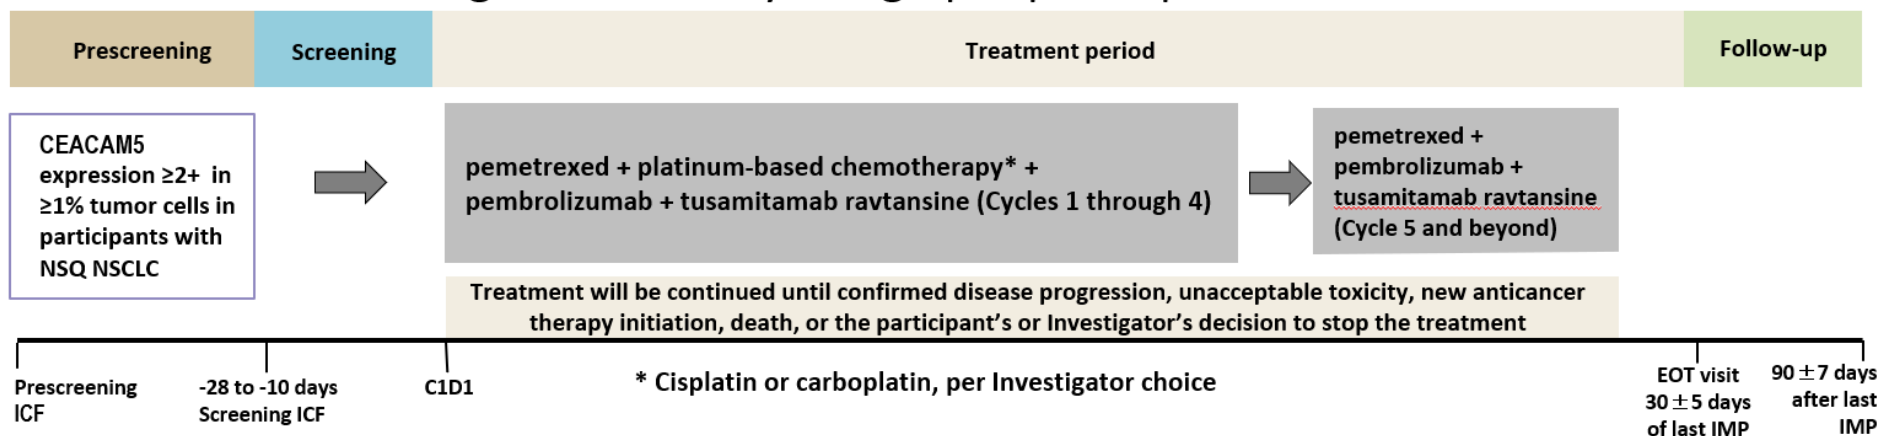 Prescreening
Screening
Treatment period
Follow-up
CEACAM5
expression ≥2+ in
≥1% tumor cells in
participants with
NSQ NSCLC
pemetrexed + platinum-based chemotherapy* +
pembrolizumab + tusamitamab ravtansine (Cycles 1 through 4)
pemetrexed +
pembrolizumab +
tusamitamab ravtansine
(Cycle 5 and beyond)
Treatment will be continued until confirmed disease progression, unacceptable toxicity, new anticancer
therapy initiation, death, or the participant’s or Investigator’s decision to stop the treatment
Prescreening
ICF
-28 to -10 days
Screening ICF
C1D1
* Cisplatin or carboplatin, per Investigator choice
EOT visit
30 ± 5 days
of last IMP
90 ± 7 days
after last
IMP